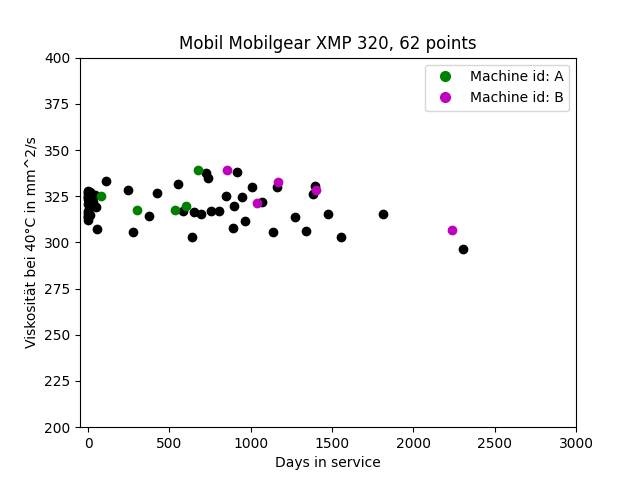 Mobil Mobilgear XMP 320, 62 points
Machine id: A
Machine id: B
Viskosität bei 40°C in mm^2/s
400
375
350
325
300
275
250
225
200
0 500 1000 1500 2000 2500 3000
Days in service